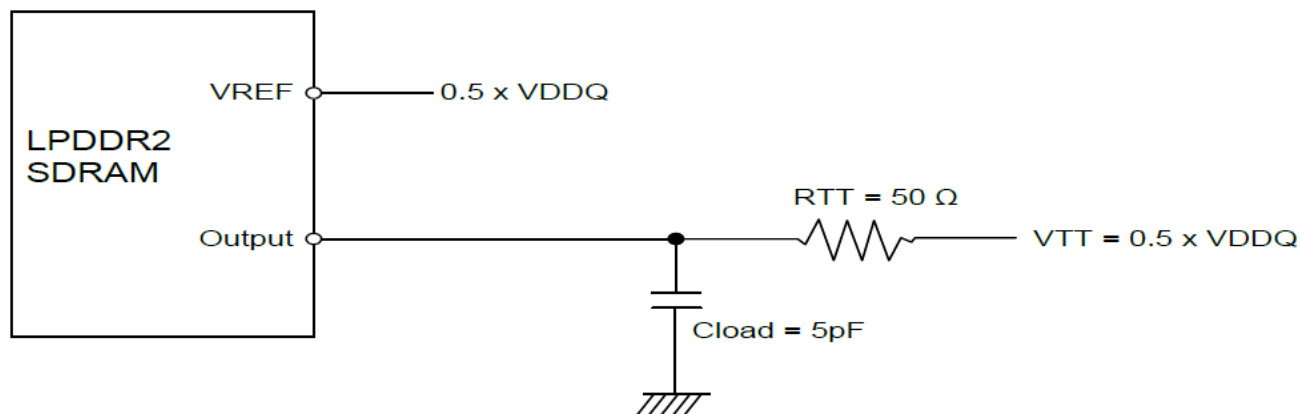 VREF
0.5 x VDDQ
LPDDR2
SDRAM
RTT = 50 Ω
Output
VTT = 0.5 x VDDQ
Cload = 5pF